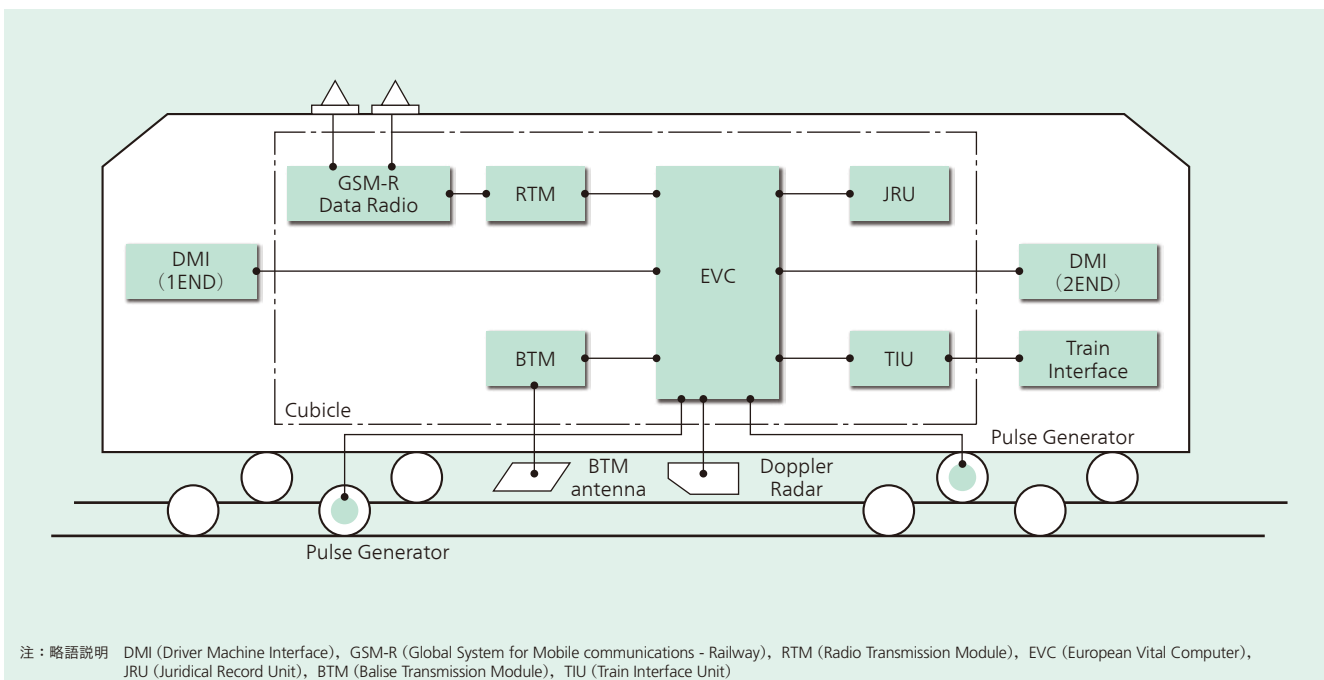 GSM-R
Data Radio
RTM
EVC
JRU
DMI
（1END）
DMI
（2END）
BTM
TIU
Train
Interface
Cubicle
Pulse Generator
BTM
antenna
Doppler
Radar
Pulse Generator
注：略語説明　DMI（Driver Machine Interface），GSM-R（Global System for Mobile communications - Railway），RTM（Radio Transmission Module），EVC（European Vital Computer），
JRU（Juridical Record Unit），BTM（Balise Transmission Module），TIU（Train Interface Unit）